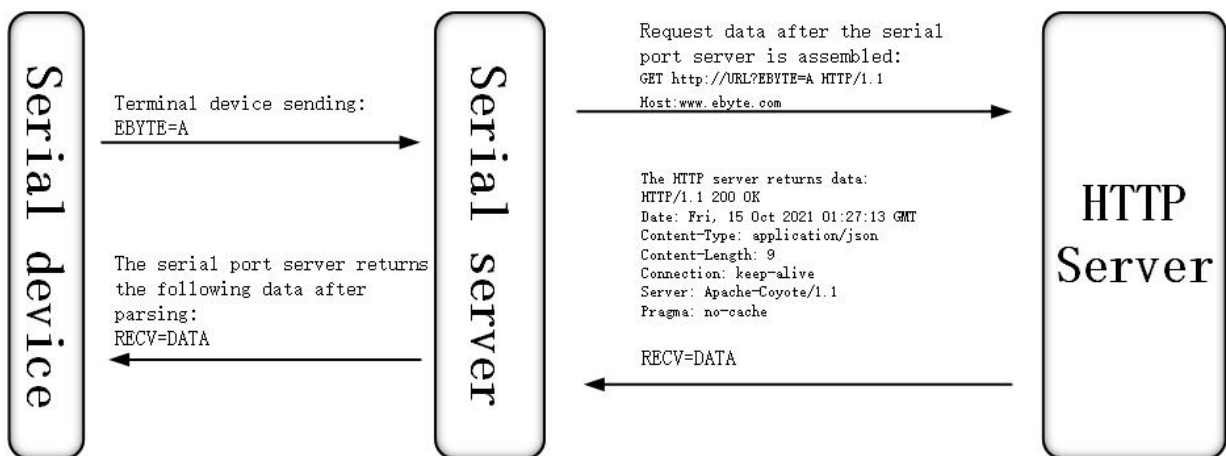 Serial device
Terminal device sending:
EBYTE=A
The serial port server returns
the following data after
parsing:
RECV=DATA
Serial server
Request data after the serial
port server is assembled:
GET http://URL?EBYTE=A HTTP/1.1
Host:www.ebyte.com
The HTTP server returns data:
HTTP/1.1 200 OK
Date: Fri, 15 Oct 2021 01:27:13 GMT
Content-Type: application/json
Content-Length: 9
Connection: keep-alive
Server: Apache-Coyote/1.1
Pragma: no-cache
RECV=DATA
HTTP
Server